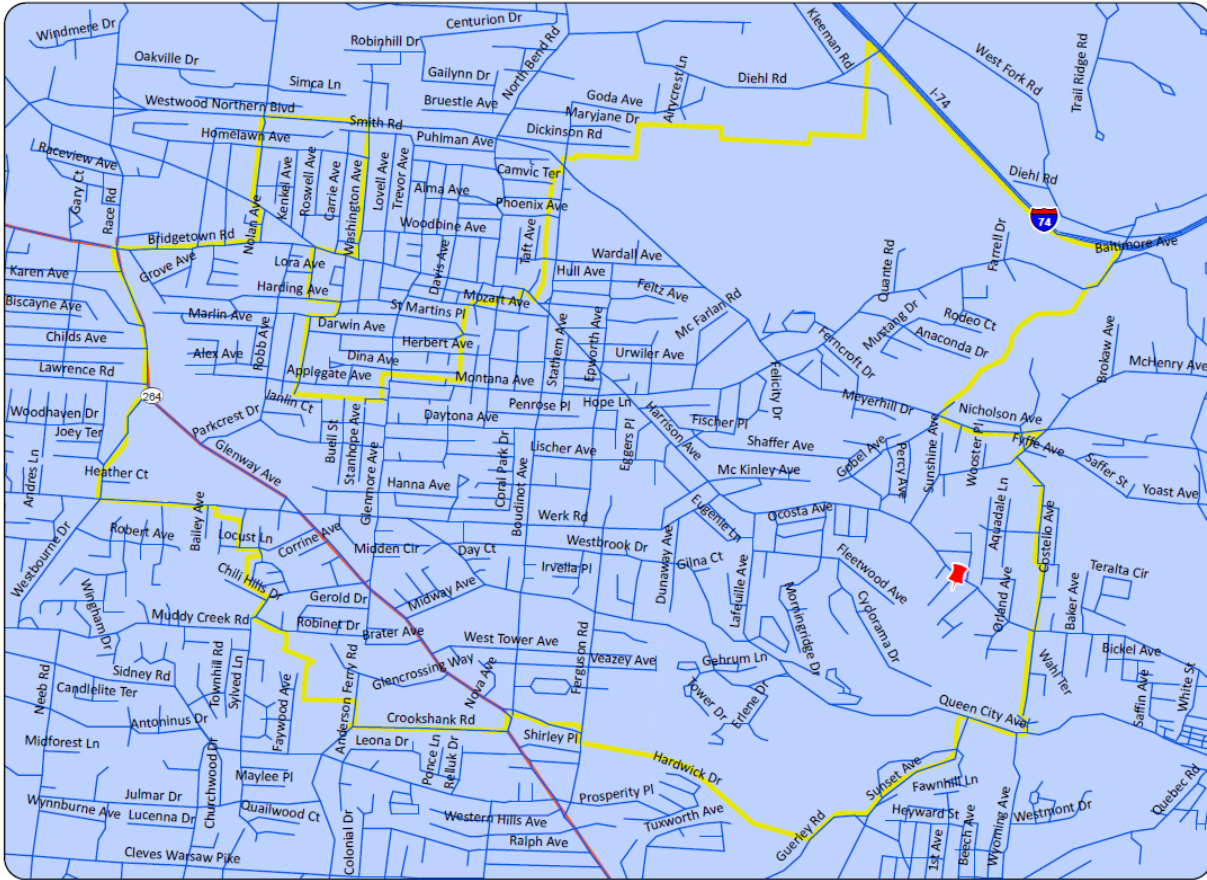 Windmere Dr
Centurion Dr
Kleeman Rd
Robinhill Dr
North Bend Rd
West Fork Rd
Trail Ridge Rd
Oakville Dr
Gailynn Dr
Diehl Rd
Simca Ln
I-74
Westwood Northern Blvd
Bruestle Ave
Goda Ave
Anycrest Ln
Maryjane Dr
Smith Rd
Dickinson Rd
Homelawn Ave
Puhlman Ave
Raceview Ave
Gary Ct
Race Rd
Kenkel Ave
Roswell Ave
Carrie Ave
Washington Ave
Lovell Ave
Trevor Ave
Camvic Ter
Diehl Rd
Alma Ave
Phoenix Ave
Nolan Ave
Woodbine Ave
Taft Ave
74
Bridgetown Rd
Baltimore Ave
Farrell Dr
Quante Rd
Lora Ave
Davis Ave
Wardall Ave
Karen Ave
Grove Ave
Hull Ave
Harding Ave
Feltz Ave
Biscayne Ave
Mozart Ave
St Martins Pl
Mc Farlan Rd
Marlin Ave
Darwin Ave
Mustang Dr
Rodeo Ct
Childs Ave
Robb Ave
Herbert Ave
Stathem Ave
Epworth Ave
Ferncroft Dr
Anaconda Dr
Brokaw Ave
Alex Ave
Dina Ave
Urwiler Ave
McHenry Ave
Lawrence Rd
Applegate Ave
Montana Ave
Felicity Dr
264
Janlin Ct
Penrose Pl
Hope Ln
Meyerhill Dr
Nicholson Ave
Woodhaven Dr
Parkcrest Dr
Daytona Ave
Harrison Ave
Fischer Pl
Joey Ter
Buell St
Stanhope Ave
Glenmore Ave
Coral Park Dr
Boudinot Ave
Lischer Ave
Eggers Pl
Shaffer Ave
Gobel Ave
Percy Ave
Sunshine Ave
Wooster Pl
Fyffe Ave
Glenway Ave
Andres Ln
Heather Ct
Hanna Ave
Mc Kinley Ave
Saffer St
Yoast Ave
Aquadale Ln
Bailey Ave
Werk Rd
Eugenie Ln
Ocosta Ave
Costello Ave
Robert Ave
Locust Ln
Corrine Ave
Westbourne Dr
Midden Cir
Day Ct
Westbrook Dr
Gilna Ct
Fleetwood Ave
Irvella Pl
Dunaway Ave
Lafeuille Ave
Teralta Cir
Chili Hills Dr
Wingham Dr
Gerold Dr
Midway Ave
Morningridge Dr
Cyclorama Dr
Orland Ave
Baker Ave
Muddy Creek Rd
Robinet Dr
Brater Ave
West Tower Ave
Ferguson Rd
Veazey Ave
Gehrum Ln
Wahl Ter
Bickel Ave
Neeb Rd
Sidney Rd
Townhill Rd
Sylved Ln
Anderson Ferry Rd
Glencrossing Way
Nova Ave
Tower Dr
Erlene Dr
Saffin Ave
White St
Candlelite Ter
Faywood Ave
Antoninus Dr
Crookshank Rd
Queen City Ave
Midforest Ln
Leona Dr
Shirley Pl
Ponce Ln
Relluk Dr
Churchwood Dr
Maylee Pl
Hardwick Dr
Sunset Ave
Fawnhill Ln
Quebec Rd
Julmar Dr
Prosperity Pl
Wynnburne Ave
Lucenna Dr
Quailwood Ct
Western Hills Ave
Tuxworth Ave
Guerley Rd
Heyward St
Westmont Dr
Colonial Dr
Ralph Ave
1st Ave
Beech Ave
Wyoming Ave
Cleves Warsaw Pike